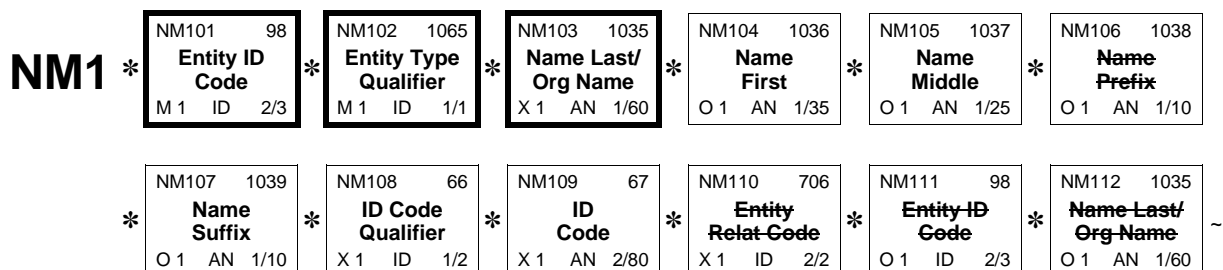 NM1 * NM101 98 * NM102 1065 * NM103 1035 * NM104 1036 * NM105 1037 * NM106 1038
Entity ID Entity Type Name Last/ Name Name Name
Code Qualifier Org Name First Middle Prefix
M 1 ID 2/3 M 1 ID 1/1 X 1 AN 1/60 O 1 AN 1/35 O 1 AN 1/25 O 1 AN 1/10
* NM107 1039 * NM108 66 * NM109 67 * NM110 706 * NM111 98 * NM112 1035 ~
Name ID Code ID Entity Entity ID Name Last/
Suffix Qualifier Code Relat Code Code Org Name
O 1 AN 1/10 X 1 ID 1/2 X 1 AN 2/80 X 1 ID 2/2 O 1 ID 2/3 O 1 AN 1/60